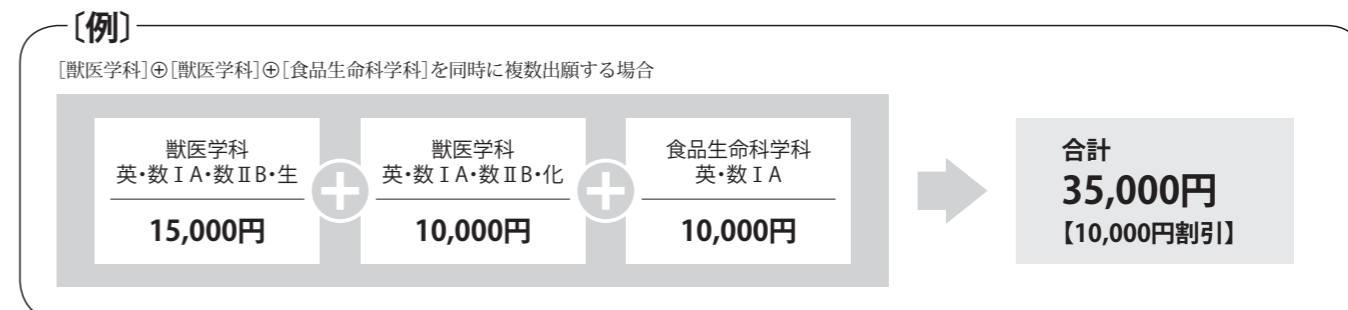 〔例〕
［獣医学科］⊕［獣医学科］⊕［食品生命科学科］を同時に複数出願する場合
獣医学科
英・数ⅠA・数ⅡB・生
15,000円
獣医学科
英・数ⅠA・数ⅡB・化
10,000円
食品生命科学科
英・数ⅠA
10,000円
合計
35,000円
【10,000円割引】